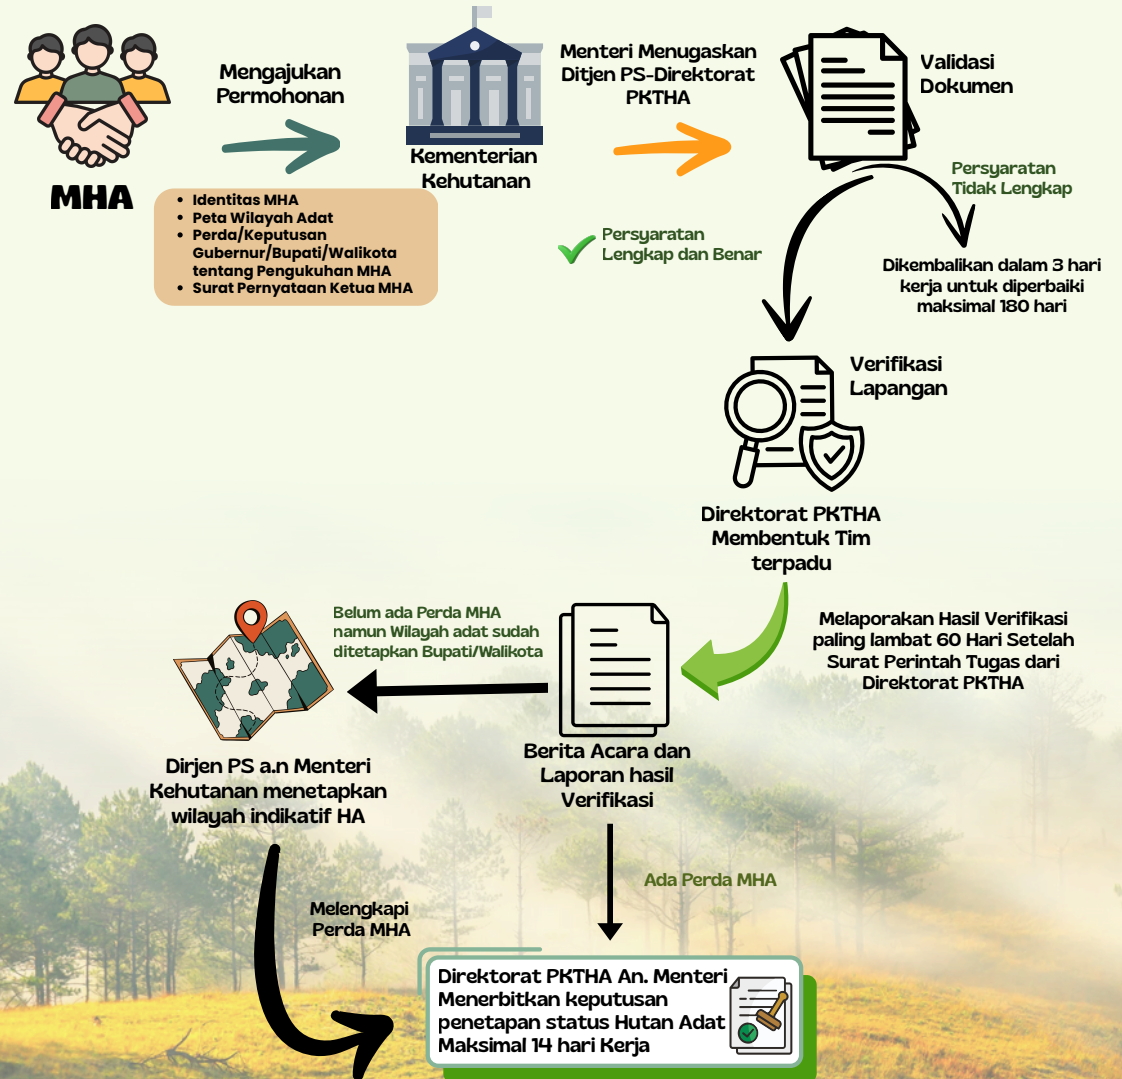 MHA
Mengajukan
Permohonan
Identitas MHA
Peta Wilayah Adat
Perda/Keputusan
Gubernur/Bupati/Walikota
tentang Pengukuhan MHA
Surat Pernyataan Ketua MHA
Kementerian
Kehutanan
Menteri Menugaskan
Ditjen PS-Direktorat
PKTHA
Validasi
Dokumen
Persyaratan
Tidak Lengkap
Dikembalikan dalam 3 hari
kerja untuk diperbaiki
maksimal 180 hari
Persyaratan
Lengkap dan Benar
Verifikasi
Lapangan
Direktorat PKTHA
Membentuk Tim
terpadu
Melaporakan Hasil Verifikasi
paling lambat 60 Hari Setelah
Surat Perintah Tugas dari
Direktorat PKTHA
Berita Acara dan
Laporan hasil
Verifikasi
Belum ada Perda MHA
namun Wilayah adat sudah
ditetapkan Bupati/Walikota
Dirjen PS a.n Menteri
Kehutanan menetapkan
wilayah indikatif HA
Melengkapi
Perda MHA
Ada Perda MHA
Direktorat PKTHA An. Menteri
Menerbitkan keputusan
penetapan status Hutan Adat
Maksimal 14 hari Kerja